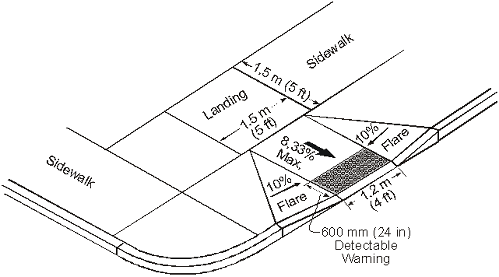 1,5 m (5 ft)
Sidewalk
Landing
1.5 m
(5 ft)
Sidewalk
8.33%
Max.
10%
Flare
10%
Flare
1.2 m
(4 ft)
600 mm (24 in)
Detectable
Warning